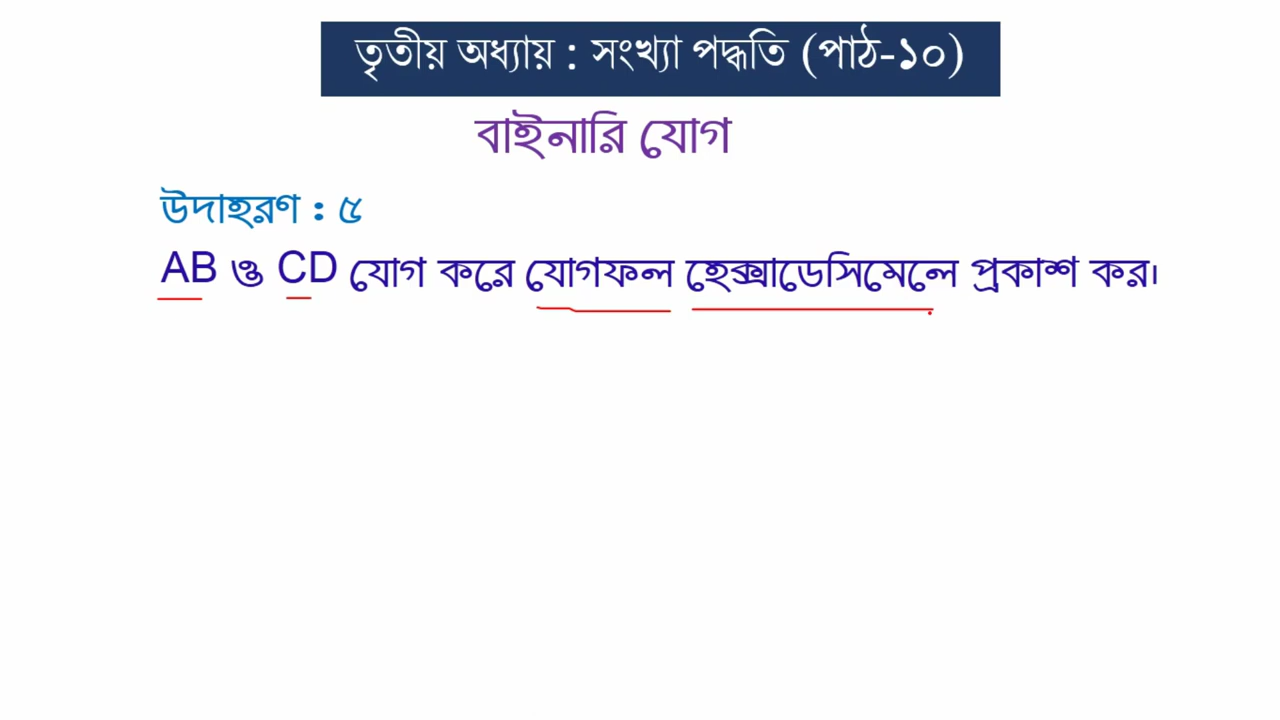 তৃতীয় অধ্যায় : সংখ্যা পদ্ধতি (পাঠ-১০)
বাইনারি যোগ
উদাহরণ : ৫
AB ও CD যোগ করে যোগফল হেক্সাডেসিমেলে প্রকাশ কর।